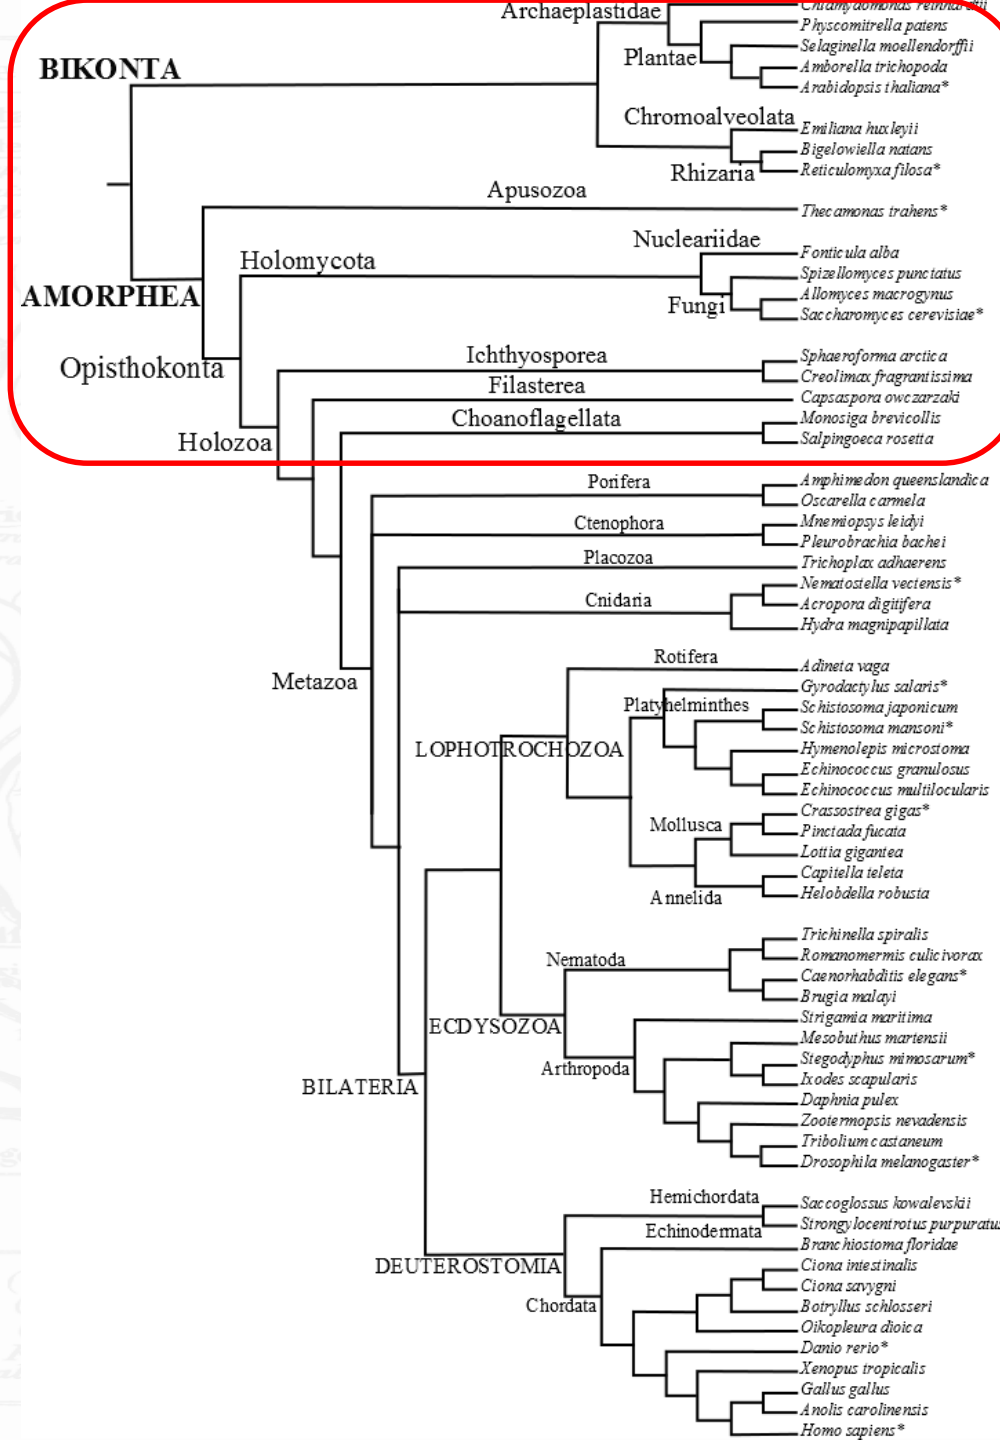 Archaeplastidae
Chlamydomonas reinhardtii
Physcomitrella patens
Plantae
Selaginella moellendorffii
BIKONTA
Amborella trichopoda
Arabidopsis thaliana*
Chromoalveolata
Emiliana huxleyii
Bigelowiella natans
Rhizaria
Reticulomyxa filosa*
Apusozoa
Thecamonas trahens*
Nucleariidae
Fonticula alba
Holomycota
Spizellomyces punctatus
AMORPHEA
Allomyces macrogynus
Fungi
Saccharomyces cerevisiae*
Ichthyosporea
Sphaeroforma arctica
Opisthokonta
Creolimax fragrantissima
Filasterea
Capsaspora owczarzaki
Choanoflagellata
Monosiga brevicollis
Holozoa
Salpingoeca rosetta
Porifera
Amphimedon queenslandica
Oscarella carmela
Ctenophora
Mnemiopsys leidyi
Pleurobrachia bachei
Placozoa
Trichoplax adhaerens
Nematostella vectensis*
Cnidaria
Acropora digitifera
Hydra magnipapillata
Rotifera
Adineta vaga
Metazoa
Gyrodactylus salaris*
Platyhelminthes
Schistosoma japonicum
Schistosoma mansoni*
LOPHOTROCHOZOA
Hymenolepis microstoma
Echinococcus granulosus
Echinococcus multilocularis
Crassostrea gigas*
Mollusca
Pinctada fucata
Lottia gigantea
Capitella teleta
Annelida
Helobdella robusta
Trichinella spiralis
Nematoda
Romanomermis culicivorax
Caenorhabditis elegans*
Brugia malayi
ECDYSOZOA
Strigamia maritima
Mesobuthus martensii
Arthropoda
Stegodyphus mimosarum*
Ixodes scapularis
BILATERIA
Daphnia pulex
Zootermopsis nevadensis
Tribolium castaneum
Drosophila melanogaster*
Hemichordata
Saccoglossus kowalevskii
Echinodermata
Strongylocentrotus purpuratus
Branchiostoma floridae
DEUTEROSTOMIA
Ciona intestinalis
Ciona savygni
Chordata
Botryllus schlosseri
Oikopleura dioica
Danio rerio*
Xenopus tropicalis
Gallus gallus
Anolis carolinensis
Homo sapiens*